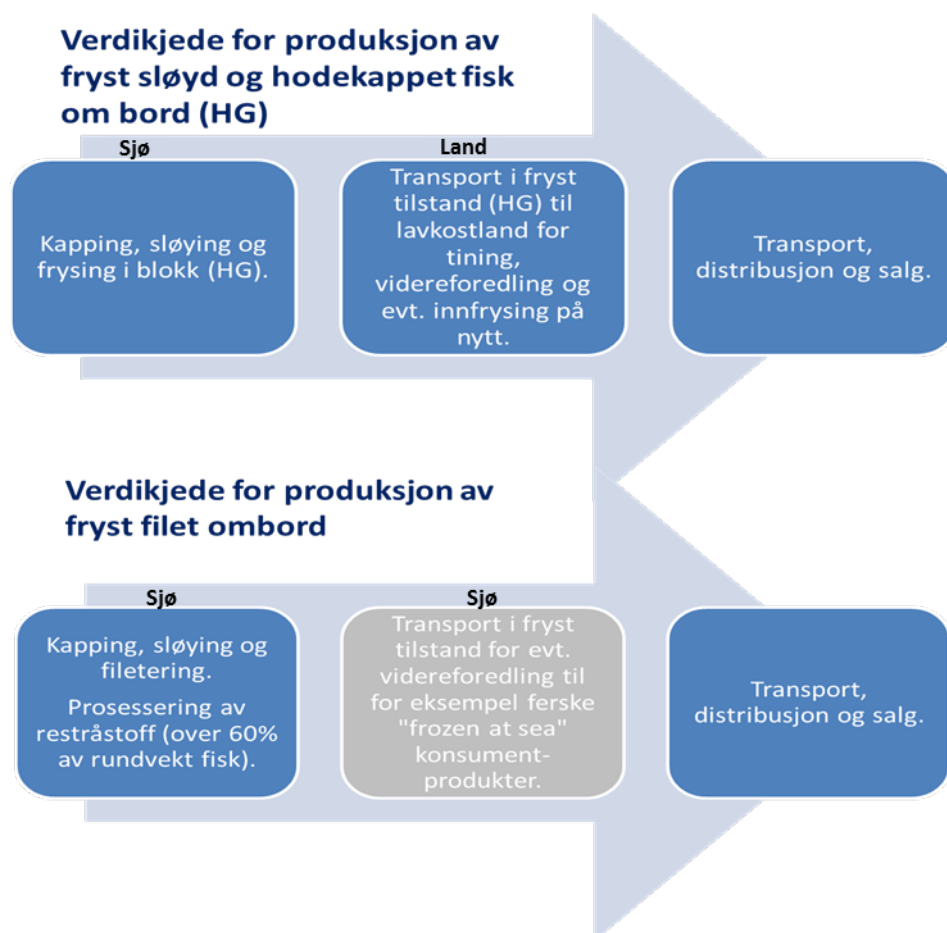 Verdikjede for produksjon av
fryst sløyd og hodekappet fisk
om bord (HG)
Sjø
Land
Kapping, sløying og
frysing i blokk (HG).
Transport i fryst
tilstand (HG) til
lavkostland for
tining,
videreforedling og
evt. innfrysing på
nytt.
Transport,
distribusjon og salg.
Verdikjede for produksjon av
fryst filet ombord
Sjø
Sjø
Kapping, sløying og
filetering.
Prosessering av
restråstoff (over 60%
av rundvekt fisk).
Transport i fryst
tilstand for evt.
videreforedling til
for eksempel ferske
"frozen at sea"
konsument-
produkter.
Transport,
distribusjon og salg.